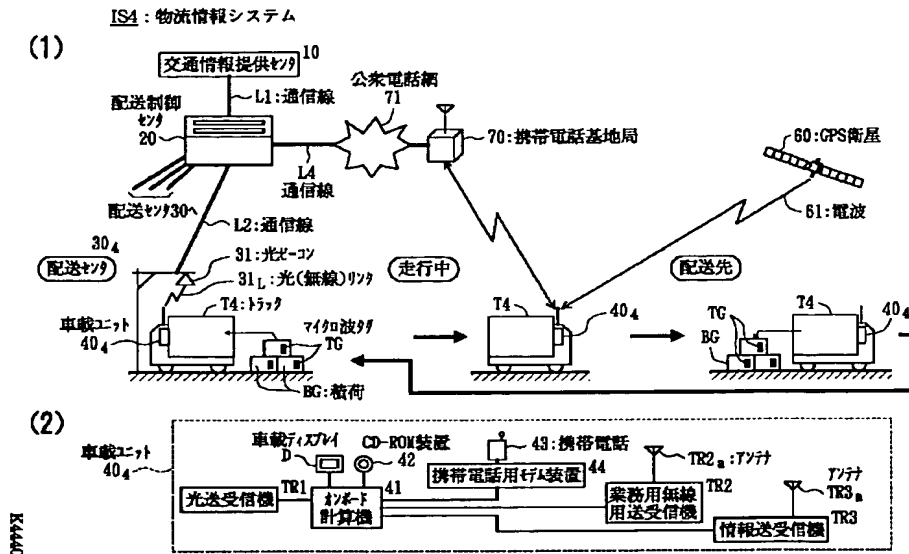 IS4 : 物流情報システム
(1)
交通情報提供センタ
10
L1:通信線
公衆電話網
71
配送制御
センタ
20
L4
通信線
70:携帯電話基地局
60:GPS衛星
61:電波
配送センタ30へ
L2:通信線
30₄
配送センタ
31:光ビーコン
31L:光(無線)リンク
走行中
配送先
T4:トラック
車載ユニット
40₄
マイクロ波タグ
TG
BG:積荷
40₄
T4
TG
BG
40₄
(2)
車載ユニット
40₄
車載ディスプレイ
D
CD-ROM装置
42
43:携帯電話
携帯電話用モデム装置
44
TR2a:アンテナ
アンテナ
TR3a
光送受信機
TR1
オンボード
計算機
41
業務用無線
用送受信機
TR2
情報送受信機
TR3
K4440